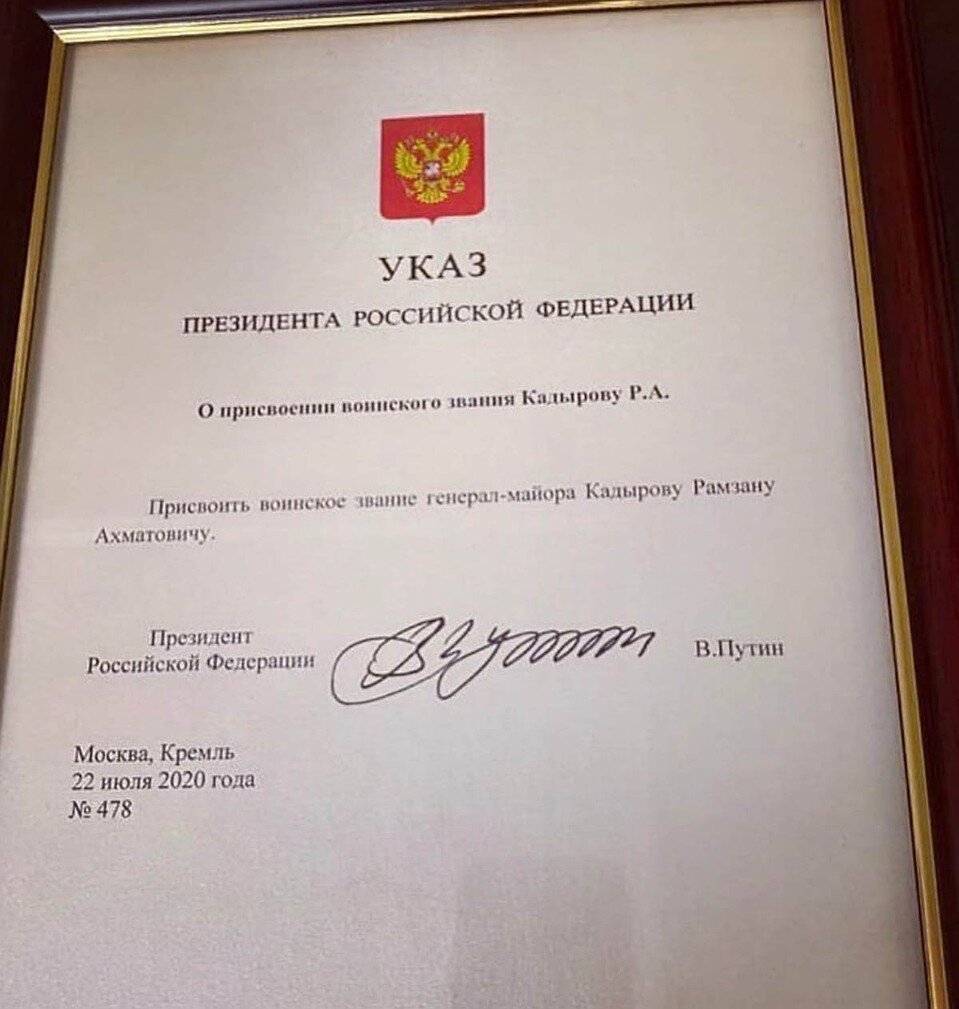 УКАЗ
ПРЕЗИДЕНТА РОССИЙСКОЙ ФЕДЕРАЦИИ
О присвоении воинского звания Кадырову Р.А.
Присвоить воинское звание генерал-майора Кадырову Рамзану
Ахматовичу.
Президент
Российской Федерации
В.Путин
Москва, Кремль
22 июля 2020 года
№ 478